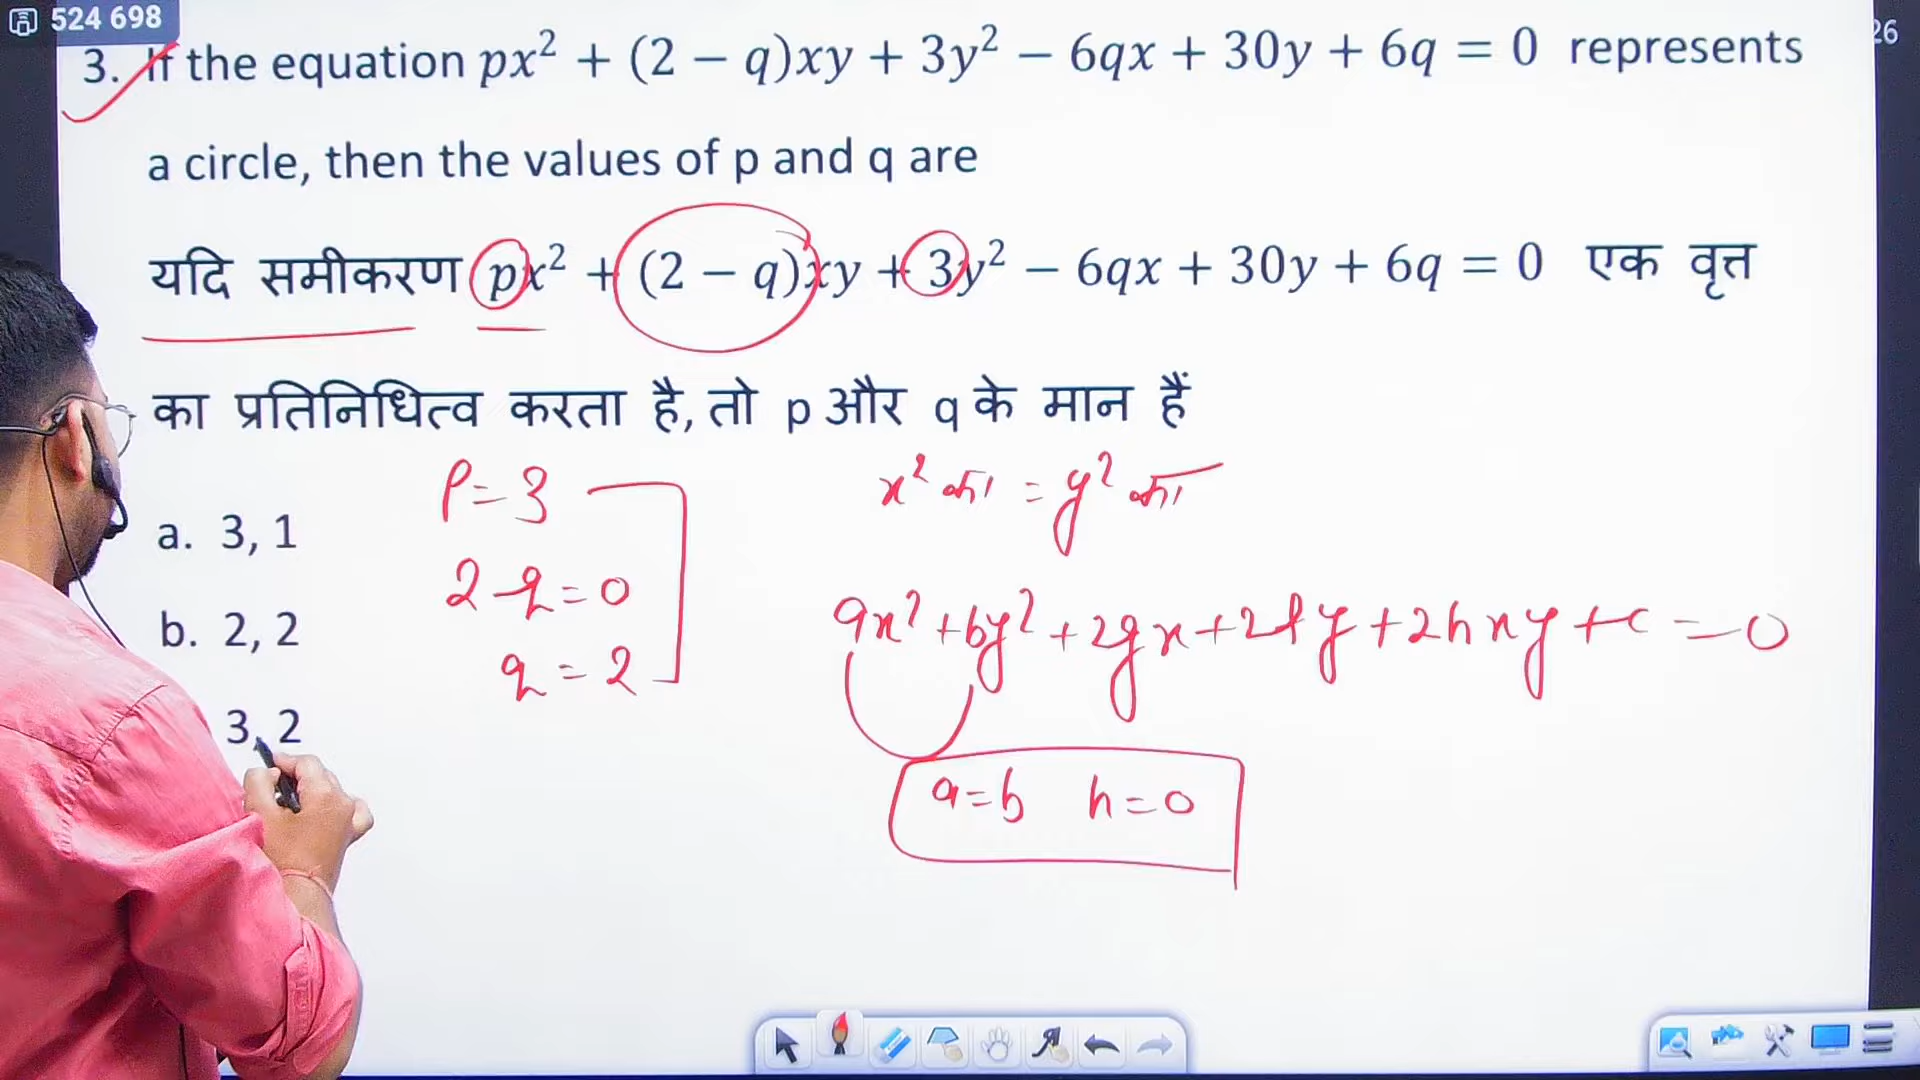 524 698
26
3. If the equation px² + (2 − q)xy + 3y² − 6qx + 30y + 6q = 0 represents
a circle, then the values of p and q are
यदि समीकरण px² + (2 − q)xy + 3y² − 6qx + 30y + 6q = 0 एक वृत्त
का प्रतिनिधित्व करता है, तो p और q के मान हैं
a. 3, 1
b. 2, 2
3, 2
P = 3
2 - q = 0
q = 2
x² का = y² का
ax² + by² + 2gx + 2fy + 2hxy + c = 0
a = b h = 0